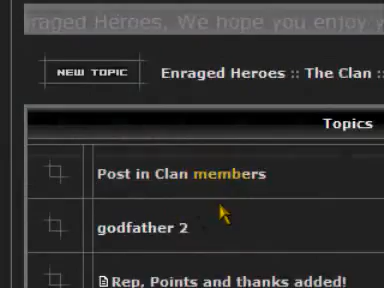 raged Heroes, We hope you enjoy
NEW TOPIC
Enraged Heroes :: The Clan ::
Topics
Post in Clan members
godfather 2
Rep, Points and thanks added!